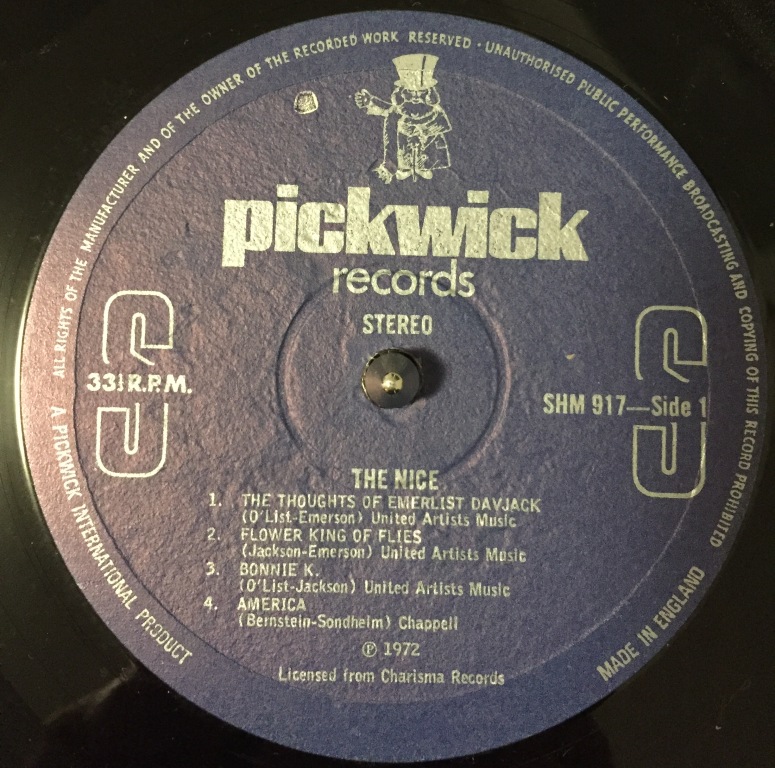 ALL RIGHTS OF THE MANUFACTURER AND OF THE OWNER OF THE RECORDED WORK RESERVED · UNAUTHORISED PUBLIC PERFORMANCE BROADCASTING AND COPYING OF THIS RECORD PROHIBITED
pickwick
records
STEREO
33⅓ R.P.M.
SHM 917—Side 1
THE NICE
1. THE THOUGHTS OF EMERLIST DAVJACK
(O'List-Emerson) United Artists Music
2. FLOWER KING OF FLIES
(Jackson-Emerson) United Artists Music
3. BONNIE K.
(O'List-Jackson) United Artists Music
4. AMERICA
(Bernstein-Sondheim) Chappell
℗ 1972
Licensed from Charisma Records
A PICKWICK INTERNATIONAL PRODUCT
MADE IN ENGLAND